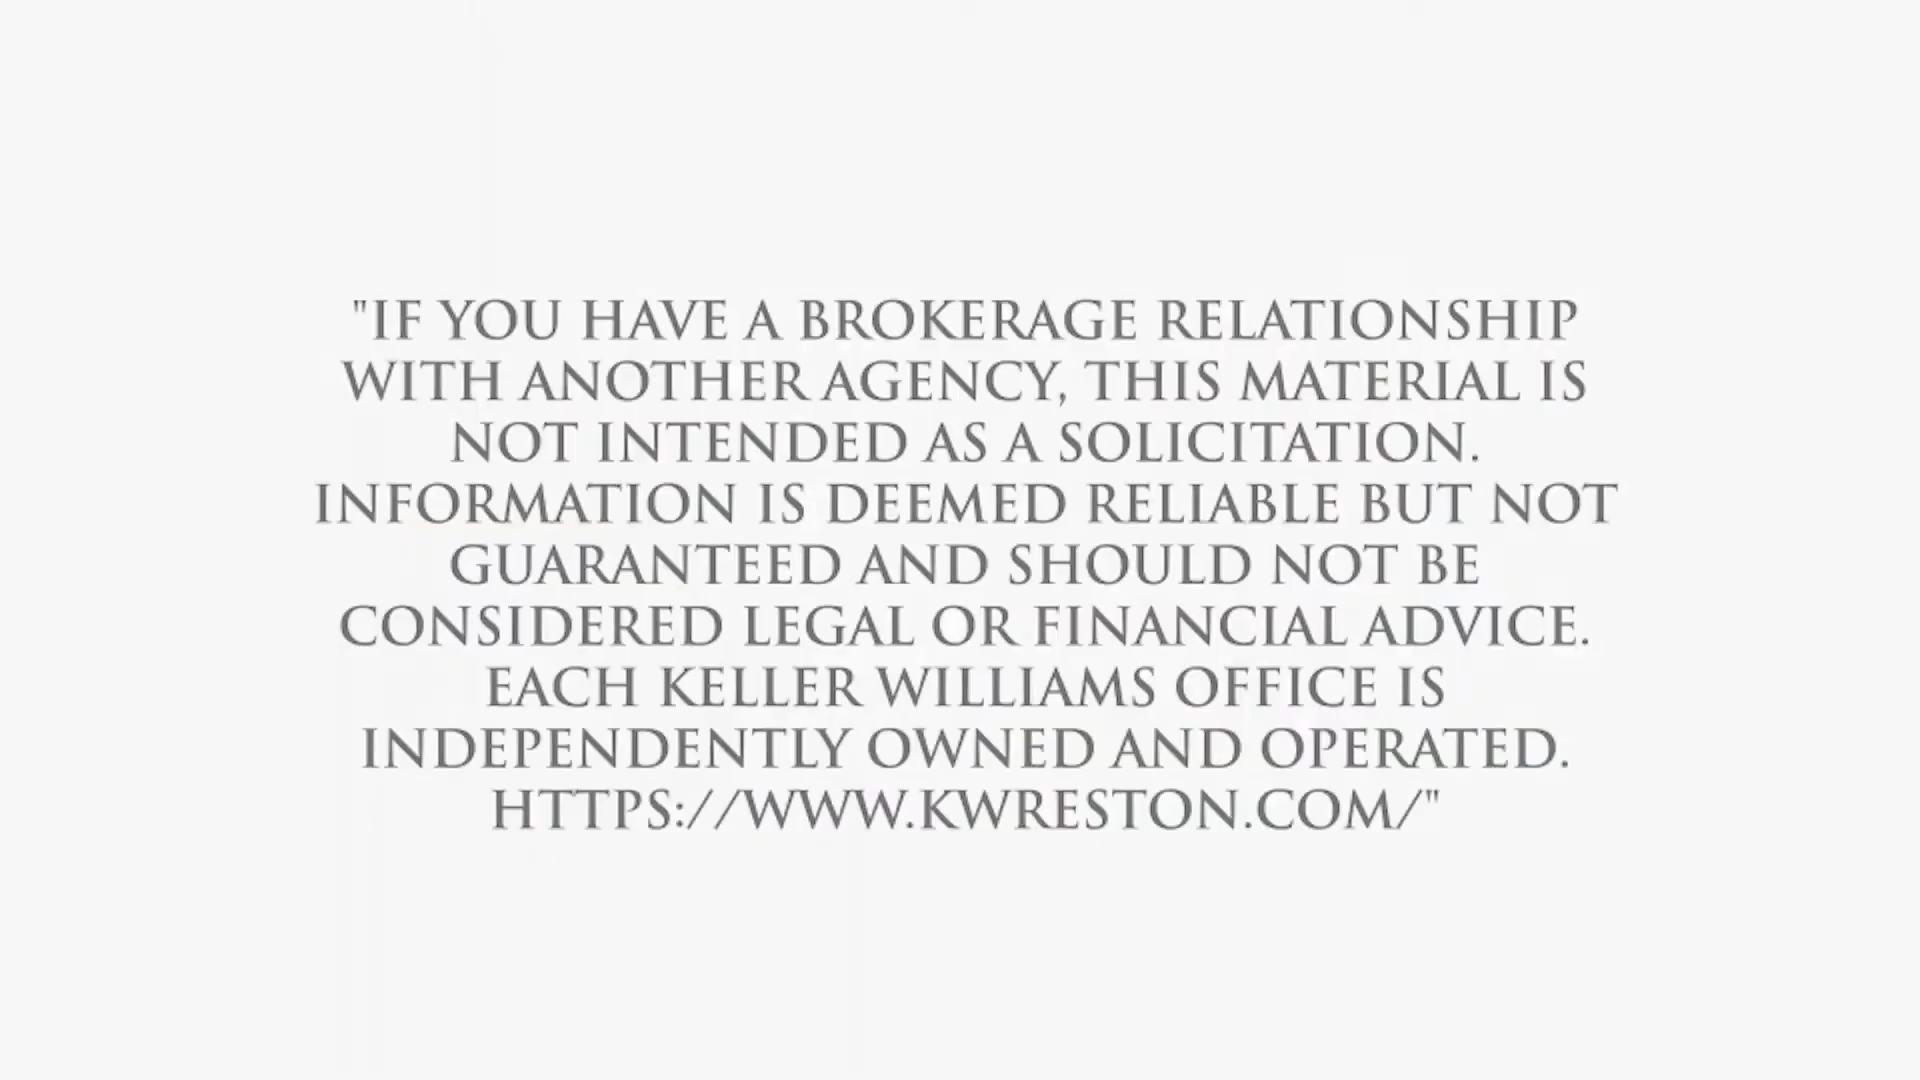 "IF YOU HAVE A BROKERAGE RELATIONSHIP
WITH ANOTHER AGENCY, THIS MATERIAL IS
NOT INTENDED AS A SOLICITATION.
INFORMATION IS DEEMED RELIABLE BUT NOT
GUARANTEED AND SHOULD NOT BE
CONSIDERED LEGAL OR FINANCIAL ADVICE.
EACH KELLER WILLIAMS OFFICE IS
INDEPENDENTLY OWNED AND OPERATED.
HTTPS://WWW.KWRESTON.COM/"